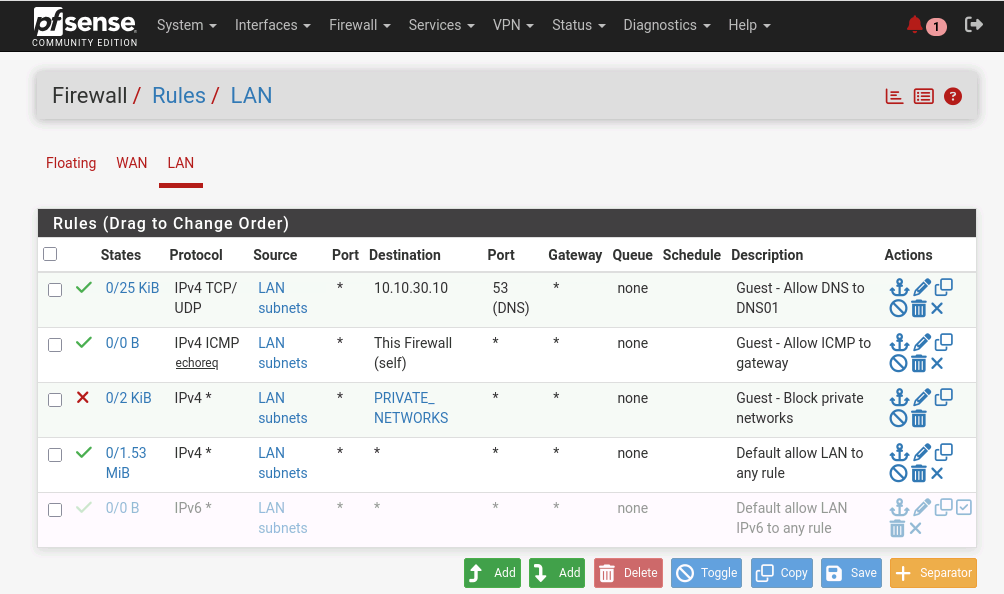 pfsense System Interfaces Firewall Services VPN Status Diagnostics Help 1
COMMUNITY EDITION
Firewall / Rules / LAN ?
Floating WAN LAN
Rules (Drag to Change Order)
States Protocol Source Port Destination Port Gateway Queue Schedule Description Actions
0/25 KiB IPv4 TCP/ LAN * 10.10.30.10 53 * none Guest - Allow DNS to
UDP subnets (DNS) DNS01
0/0 B IPv4 ICMP LAN * This Firewall * * none Guest - Allow ICMP to
echoreq subnets (self) gateway
0/2 KiB IPv4 * LAN * PRIVATE_ * * none Guest - Block private
subnets NETWORKS networks
0/1.53 IPv4 * LAN * * * * none Default allow LAN to
MiB subnets any rule
0/0 B IPv6 * LAN * * * * none Default allow LAN
subnets IPv6 to any rule
Add Add Delete Toggle Copy Save Separator